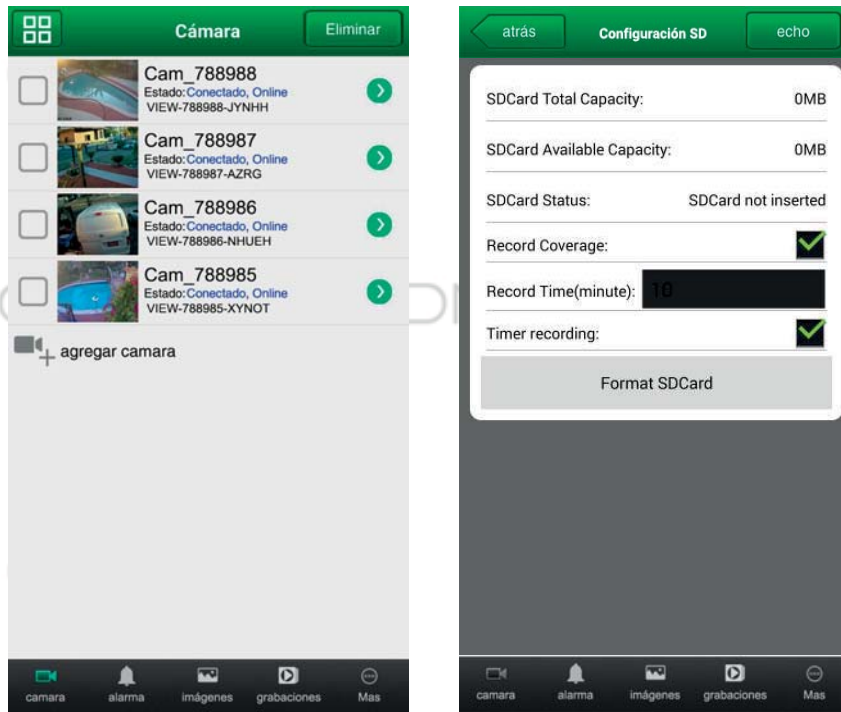 Cámara
Eliminar
Cam_788988
Estado:Conectado, Online
VIEW-788988-JYNHH
Cam_788987
Estado:Conectado, Online
VIEW-788987-AZRG
Cam_788986
Estado:Conectado, Online
VIEW-788986-NHUEH
Cam_788985
Estado:Conectado, Online
VIEW-788985-XYNOT
agregar camara
camara alarma imágenes grabaciones Mas
atrás
Configuración SD
echo
SDCard Total Capacity: 0MB
SDCard Available Capacity: 0MB
SDCard Status: SDCard not inserted
Record Coverage:
Record Time(minute): 10
Timer recording:
Format SDCard
camara alarma imágenes grabaciones Mas